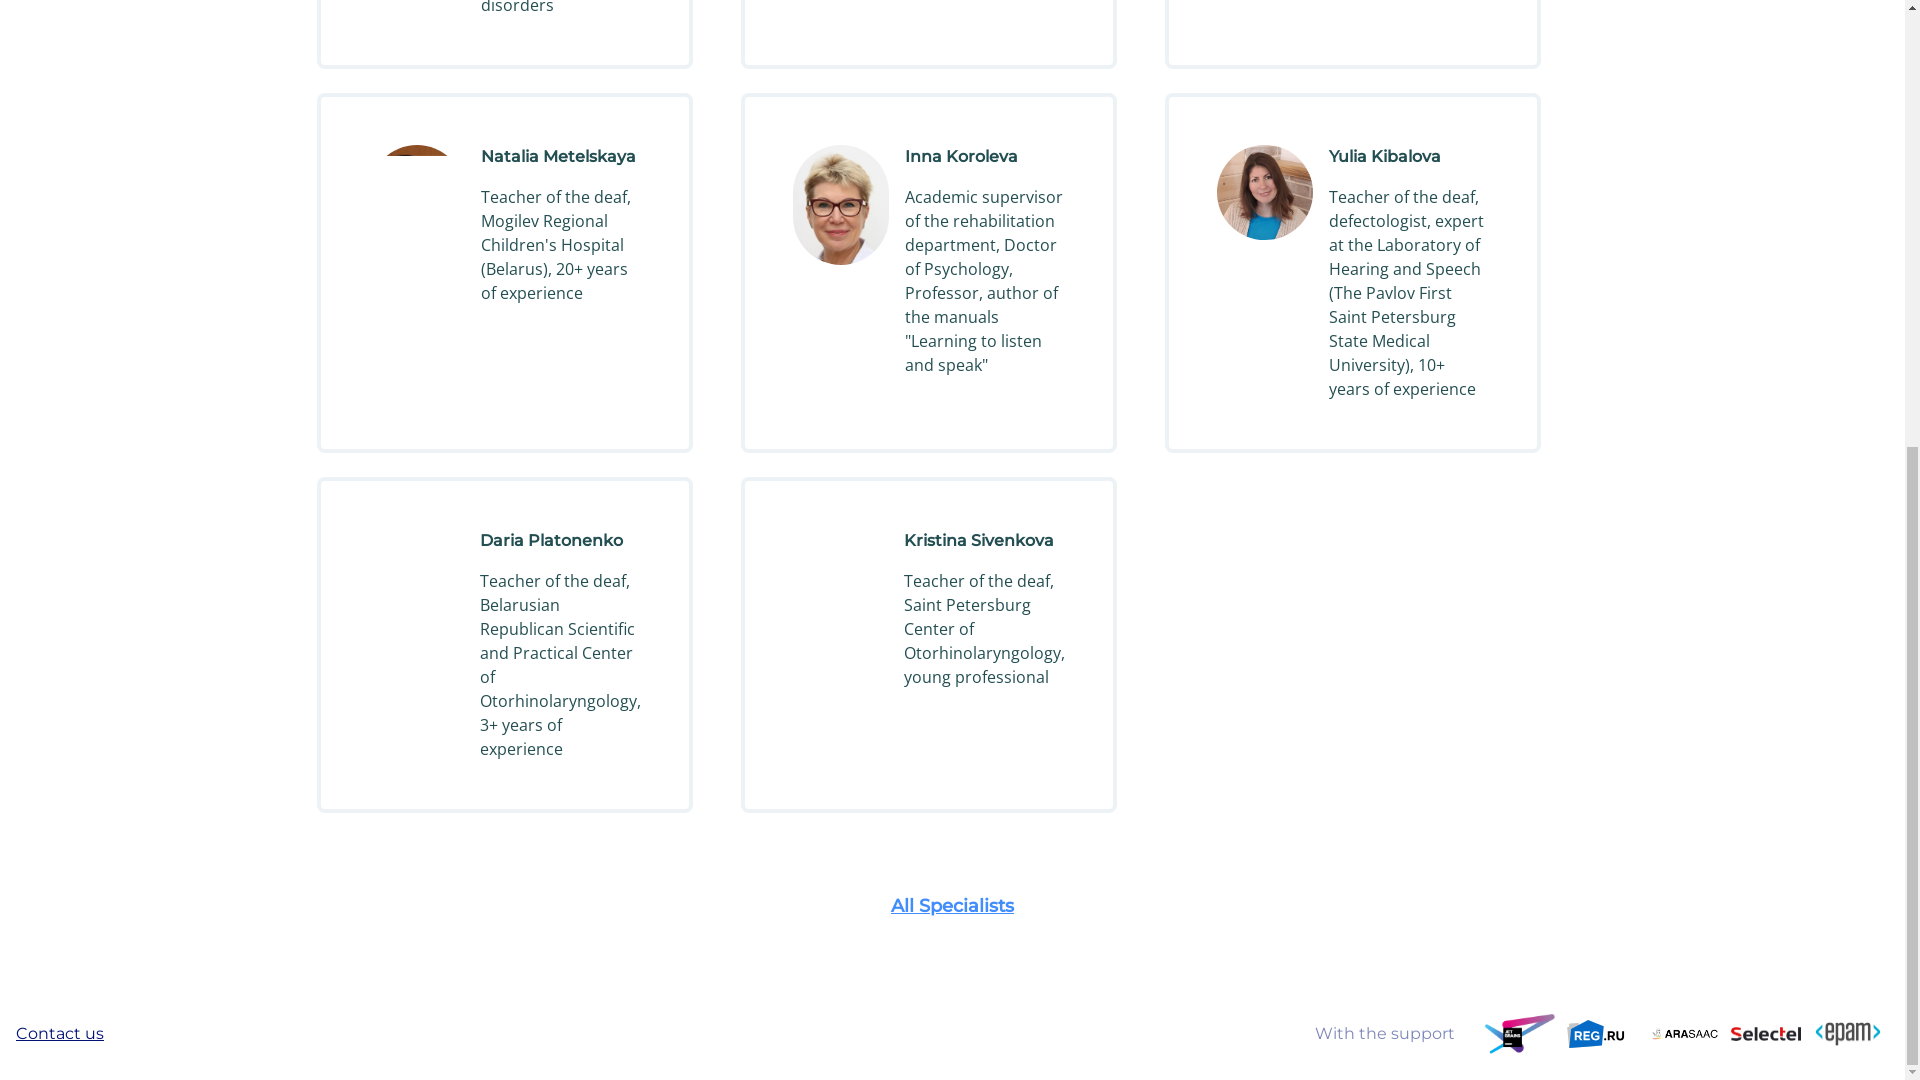 disorders
Natalia Metelskaya
Teacher of the deaf,
Mogilev Regional
Children's Hospital
(Belarus), 20+ years
of experience
Inna Koroleva
Academic supervisor
of the rehabilitation
department, Doctor
of Psychology,
Professor, author of
the manuals
"Learning to listen
and speak"
Yulia Kibalova
Teacher of the deaf,
defectologist, expert
at the Laboratory of
Hearing and Speech
(The Pavlov First
Saint Petersburg
State Medical
University), 10+
years of experience
Daria Platonenko
Teacher of the deaf,
Belarusian
Republican Scientific
and Practical Center
of
Otorhinolaryngology,
3+ years of
experience
Kristina Sivenkova
Teacher of the deaf,
Saint Petersburg
Center of
Otorhinolaryngology,
young professional
All Specialists
Contact us
With the support
JET
BRAINS
REG.RU
ARASAAC
Selectel
<epam>